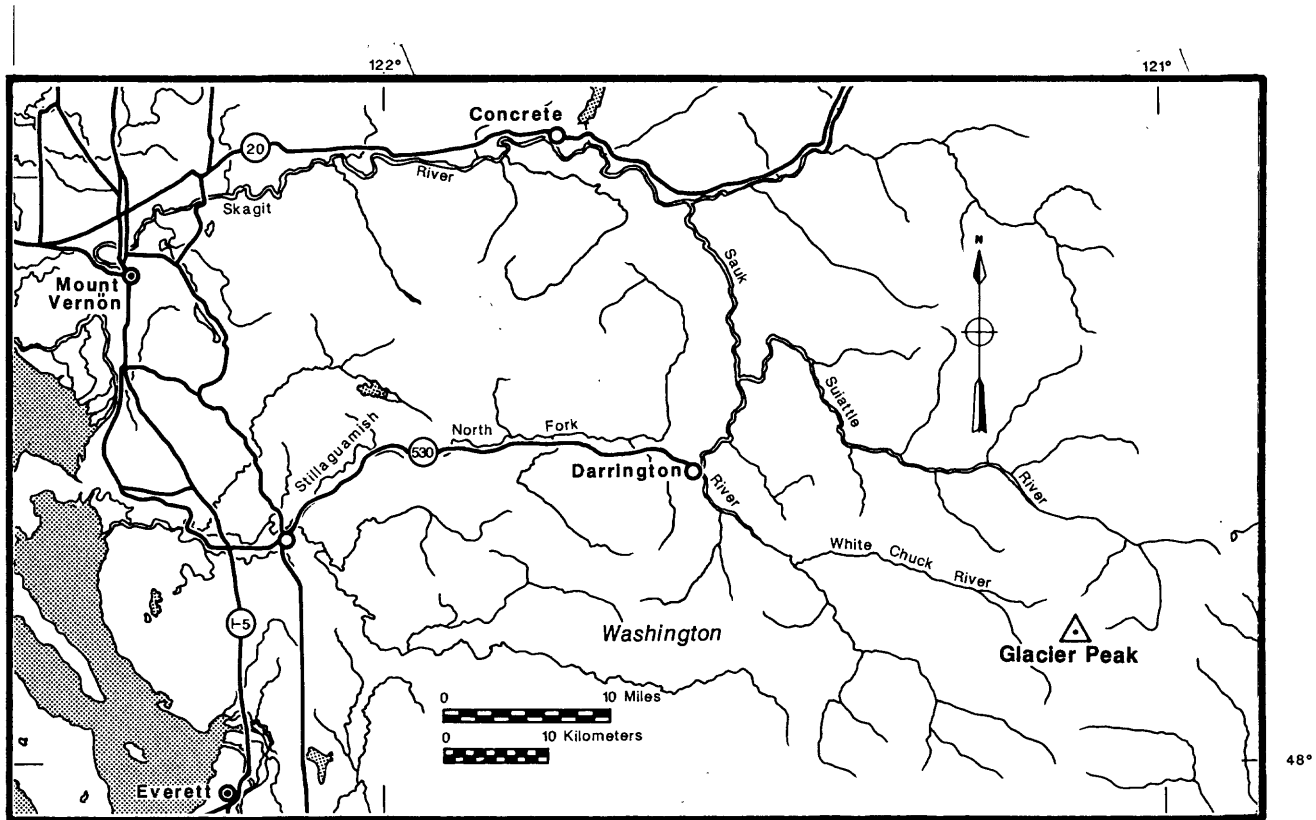 122°
121°
Concrete
20
River
Skagit
Sauk
N
Mount
Vernön
Suiattle
Stillaguamish
North Fork
530
Darrington
River
River
White Chuck River
I-5
Washington
Glacier Peak
0 10 Miles
0 10 Kilometers
48°
Everett